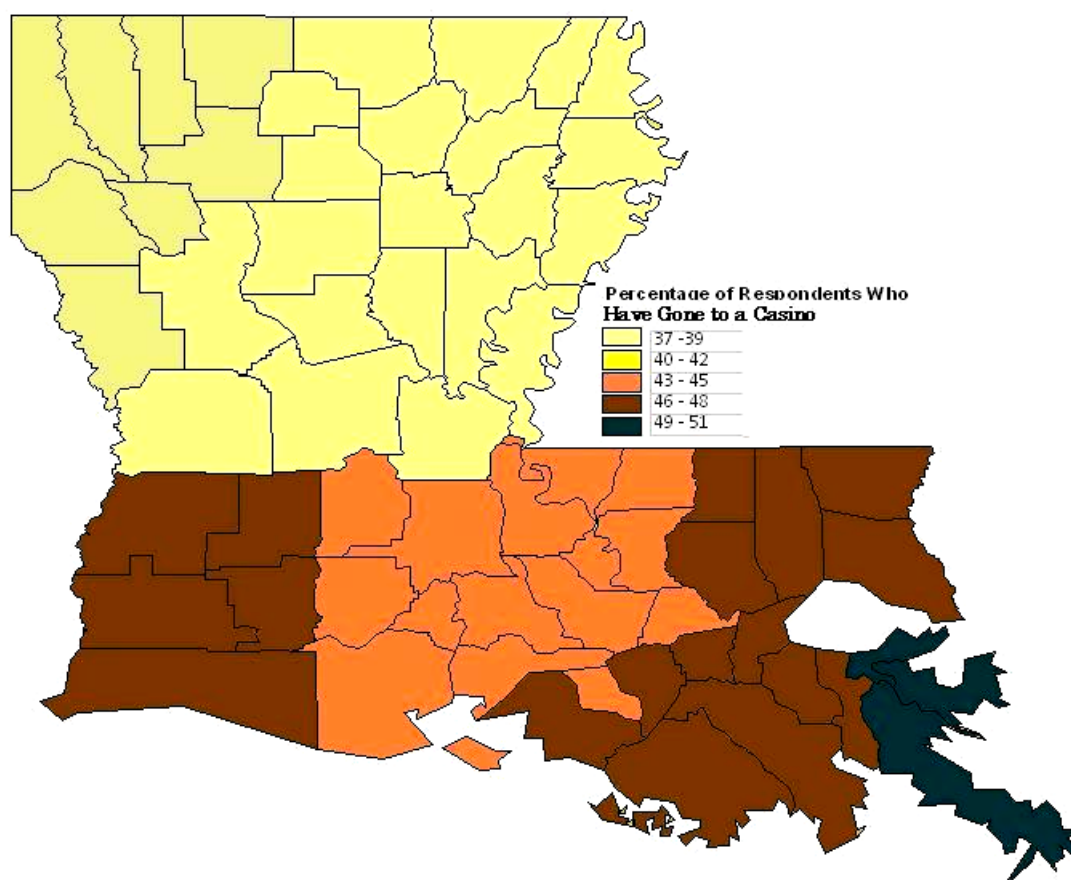 Percentage of Respondents Who
Have Gone to a Casino
37 -39
40 - 42
43 - 45
46 - 48
49 - 51